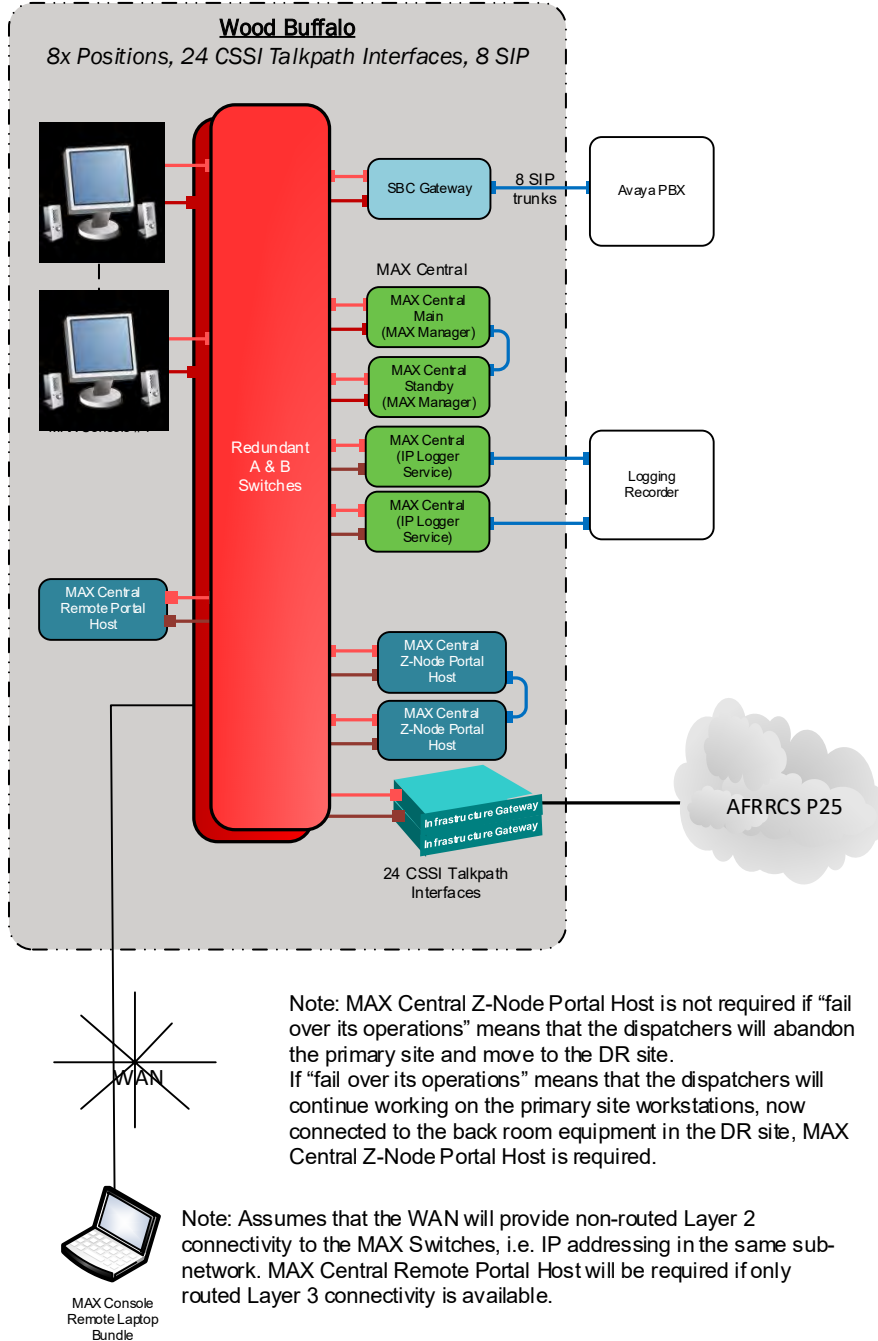 Wood Buffalo
8x Positions, 24 CSSI Talkpath Interfaces, 8 SIP
SBC Gateway
8 SIP
trunks
Avaya PBX
MAX Central
MAX Central
Main
(MAX Manager)
MAX Central
Standby
(MAX Manager)
Redundant
A & B
Switches
MAX Central
(IP Logger
Service)
MAX Central
(IP Logger
Service)
Logging
Recorder
MAX Central
Remote Portal
Host
MAX Central
Z-Node Portal
Host
MAX Central
Z-Node Portal
Host
Infrastructure Gateway
Infrastructure Gateway
24 CSSI Talkpath
Interfaces
AFRRCS P25
Note: MAX Central Z-Node Portal Host is not required if “fail
over its operations” means that the dispatchers will abandon
the primary site and move to the DR site.
If “fail over its operations” means that the dispatchers will
continue working on the primary site workstations, now
connected to the back room equipment in the DR site, MAX
Central Z-Node Portal Host is required.
WAN
Note: Assumes that the WAN will provide non-routed Layer 2
connectivity to the MAX Switches, i.e. IP addressing in the same sub-
network. MAX Central Remote Portal Host will be required if only
routed Layer 3 connectivity is available.
MAX Console
Remote Laptop
Bundle